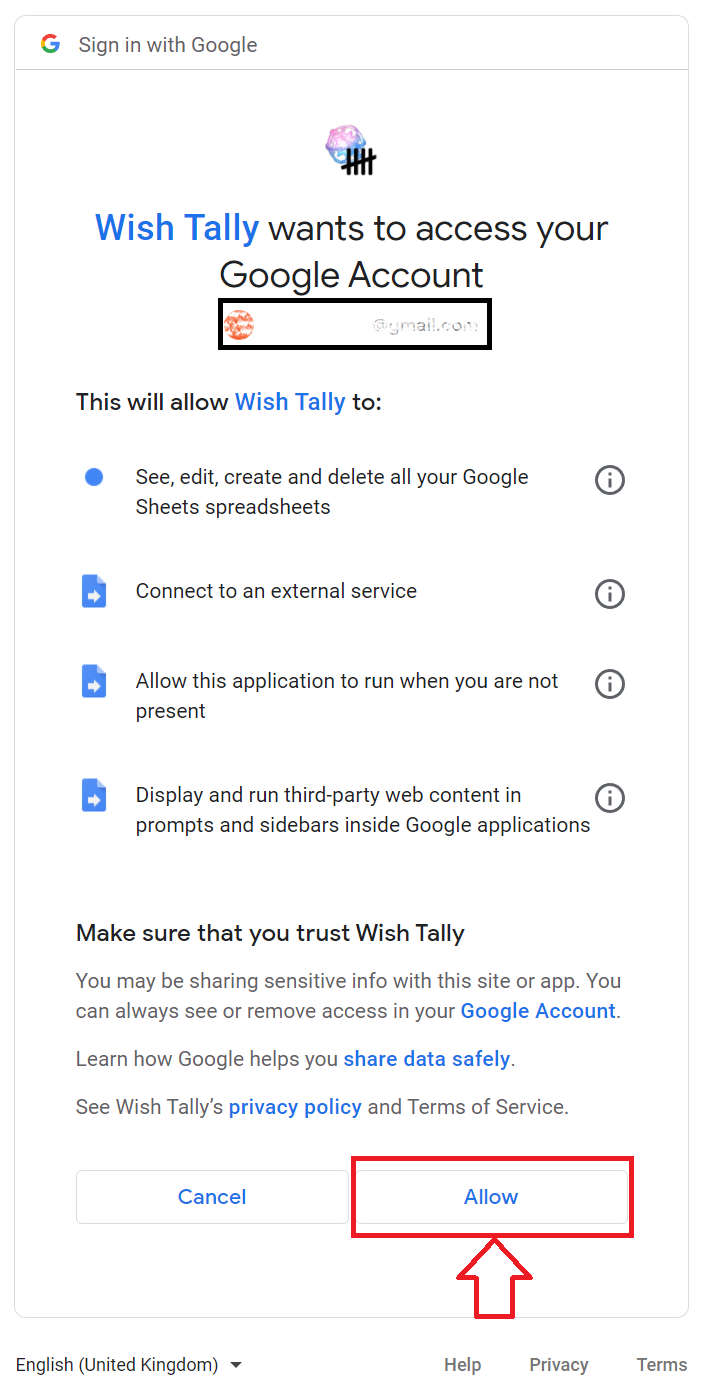 Sign in with Google
Wish Tally wants to access your
Google Account
@gmail.com
This will allow Wish Tally to:
See, edit, create and delete all your Google
Sheets spreadsheets
Connect to an external service
Allow this application to run when you are not
present
Display and run third-party web content in
prompts and sidebars inside Google applications
Make sure that you trust Wish Tally
You may be sharing sensitive info with this site or app. You
can always see or remove access in your Google Account.
Learn how Google helps you share data safely.
See Wish Tally’s privacy policy and Terms of Service.
Cancel Allow
English (United Kingdom) Help Privacy Terms